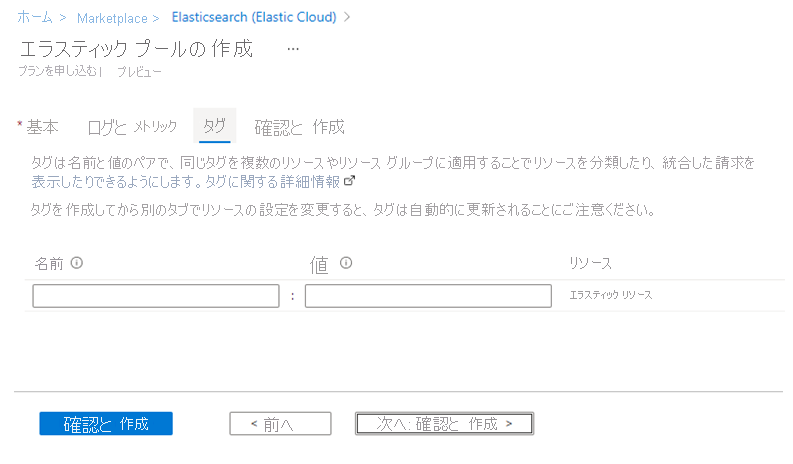 ホーム > Marketplace > Elasticsearch (Elastic Cloud) >
エラスティック プールの 作成 ...
プランを申し込む | プレビュー
* 基本 ログと メトリック タグ 確認と 作成
タグは名前と値のペアで、同じタグを複数のリソースやリソース グループに適用することでリソースを分類したり、統合した請求を
表示したりできるようにします。タグに関する詳細情報
タグを作成してから別のタブでリソースの設定を変更すると、タグは自動的に更新されることにご注意ください。
名前 値 リソース
: エラスティック リソース
確認と 作成 < 前へ 次へ: 確認と 作成 >